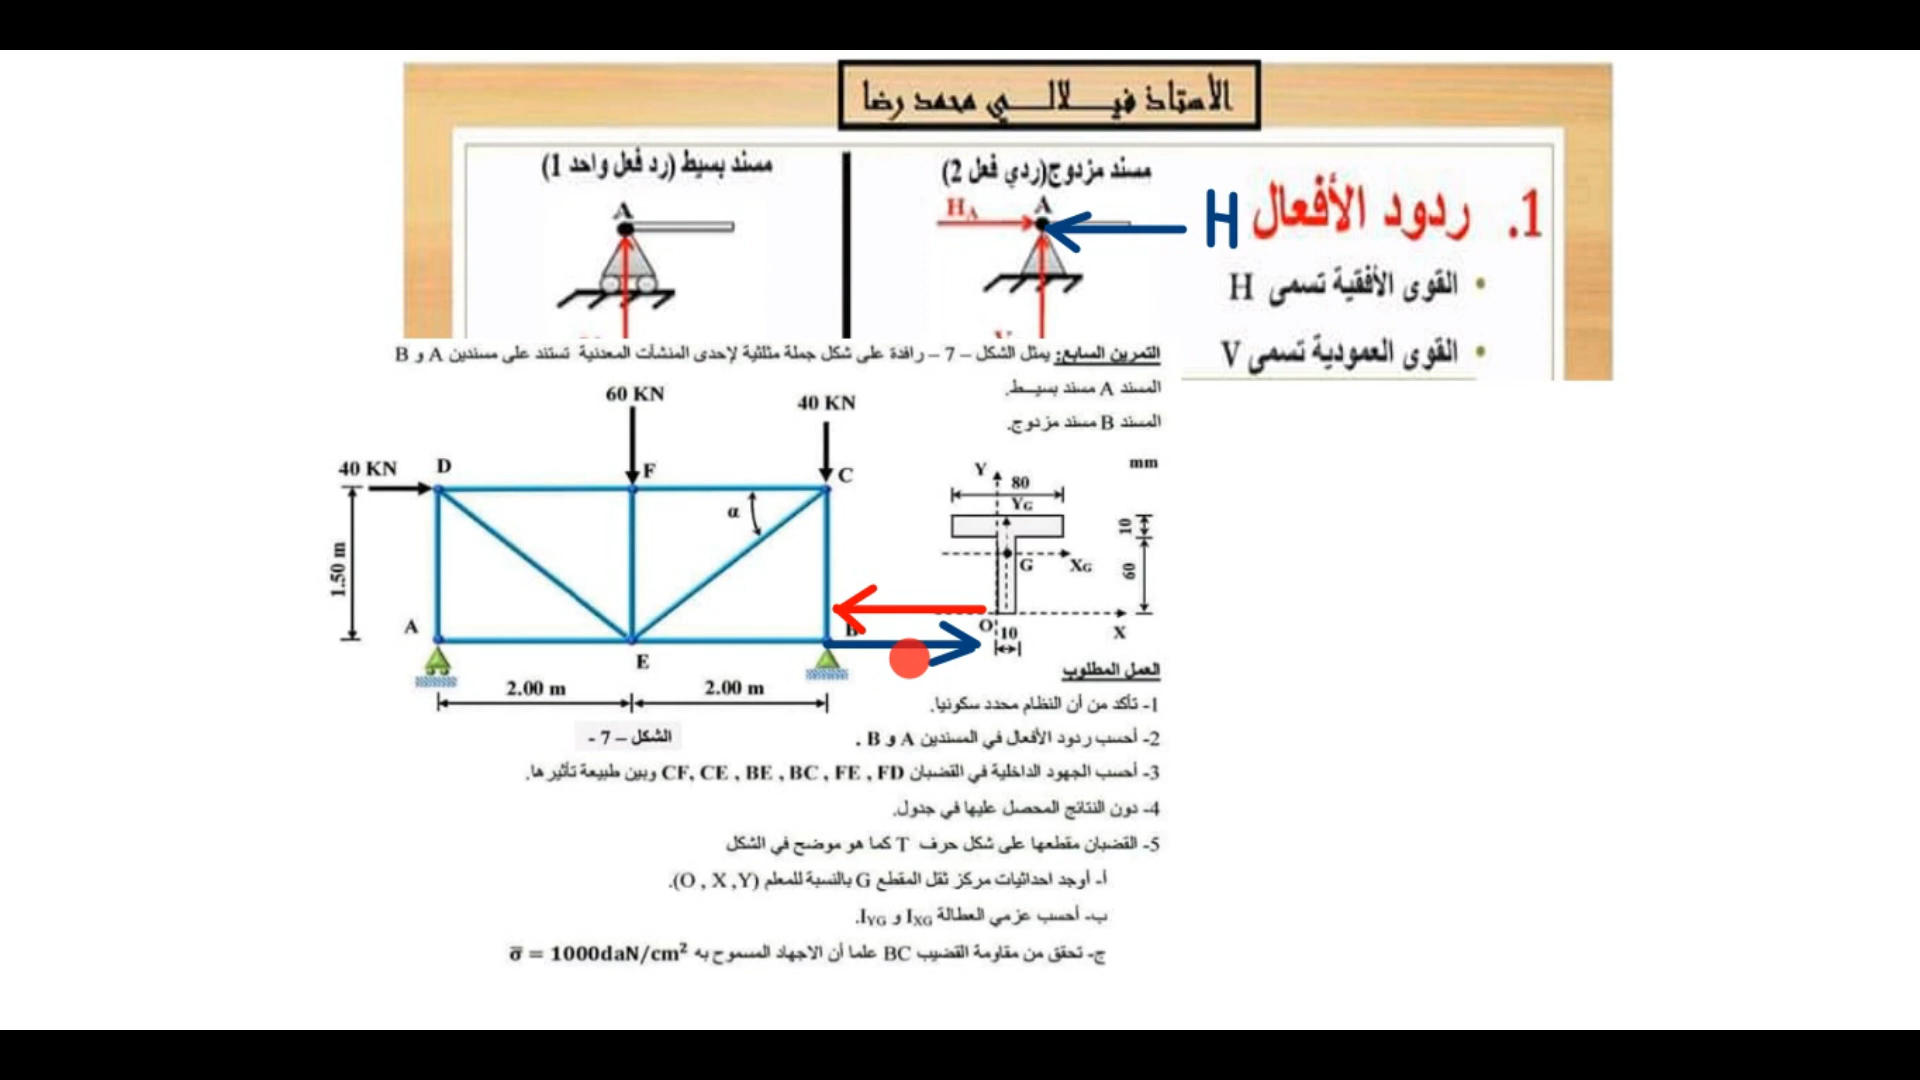 الأستاذ فيـــلالـــي محمد رضا
مسند مزدوج(ردي فعل 2)
مسند بسيط (رد فعل واحد 1)
1. ردود الأفعال H
HA
A
A
• القوى الأفقية تسمى H
• القوى العمودية تسمى V
التمرين السابع: يمثل الشكل – 7 – رافدة على شكل جملة مثلثية لإحدى المنشآت المعدنية تستند على مسندين A و B
المسند A مسند بسيـــط.
المسند B مسند مزدوج.
60 KN
40 KN
40 KN
D
F
C
α
1.50 m
A
E
B
2.00 m
2.00 m
الشكل – 7 -
mm
Y
80
YG
10
G
XG
60
O
10
X
العمل المطلوب
1- تأكد من أن النظام محدد سكونيا.
2- أحسب ردود الأفعال في المسندين A و B .
3- أحسب الجهود الداخلية في القضبان CF, CE , BE , BC , FE , FD وبين طبيعة تأثيرها.
4- دون النتائج المحصل عليها في جدول.
5- القضبان مقطعها على شكل حرف T كما هو موضح في الشكل
أ- أوجد احداثيات مركز ثقل المقطع G بالنسبة للمعلم (O , X ,Y).
ب- أحسب عزمي العطالة IXG و IYG.
ج- تحقق من مقاومة القضيب BC علما أن الاجهاد المسموح به σ̅ = 1000daN/cm²